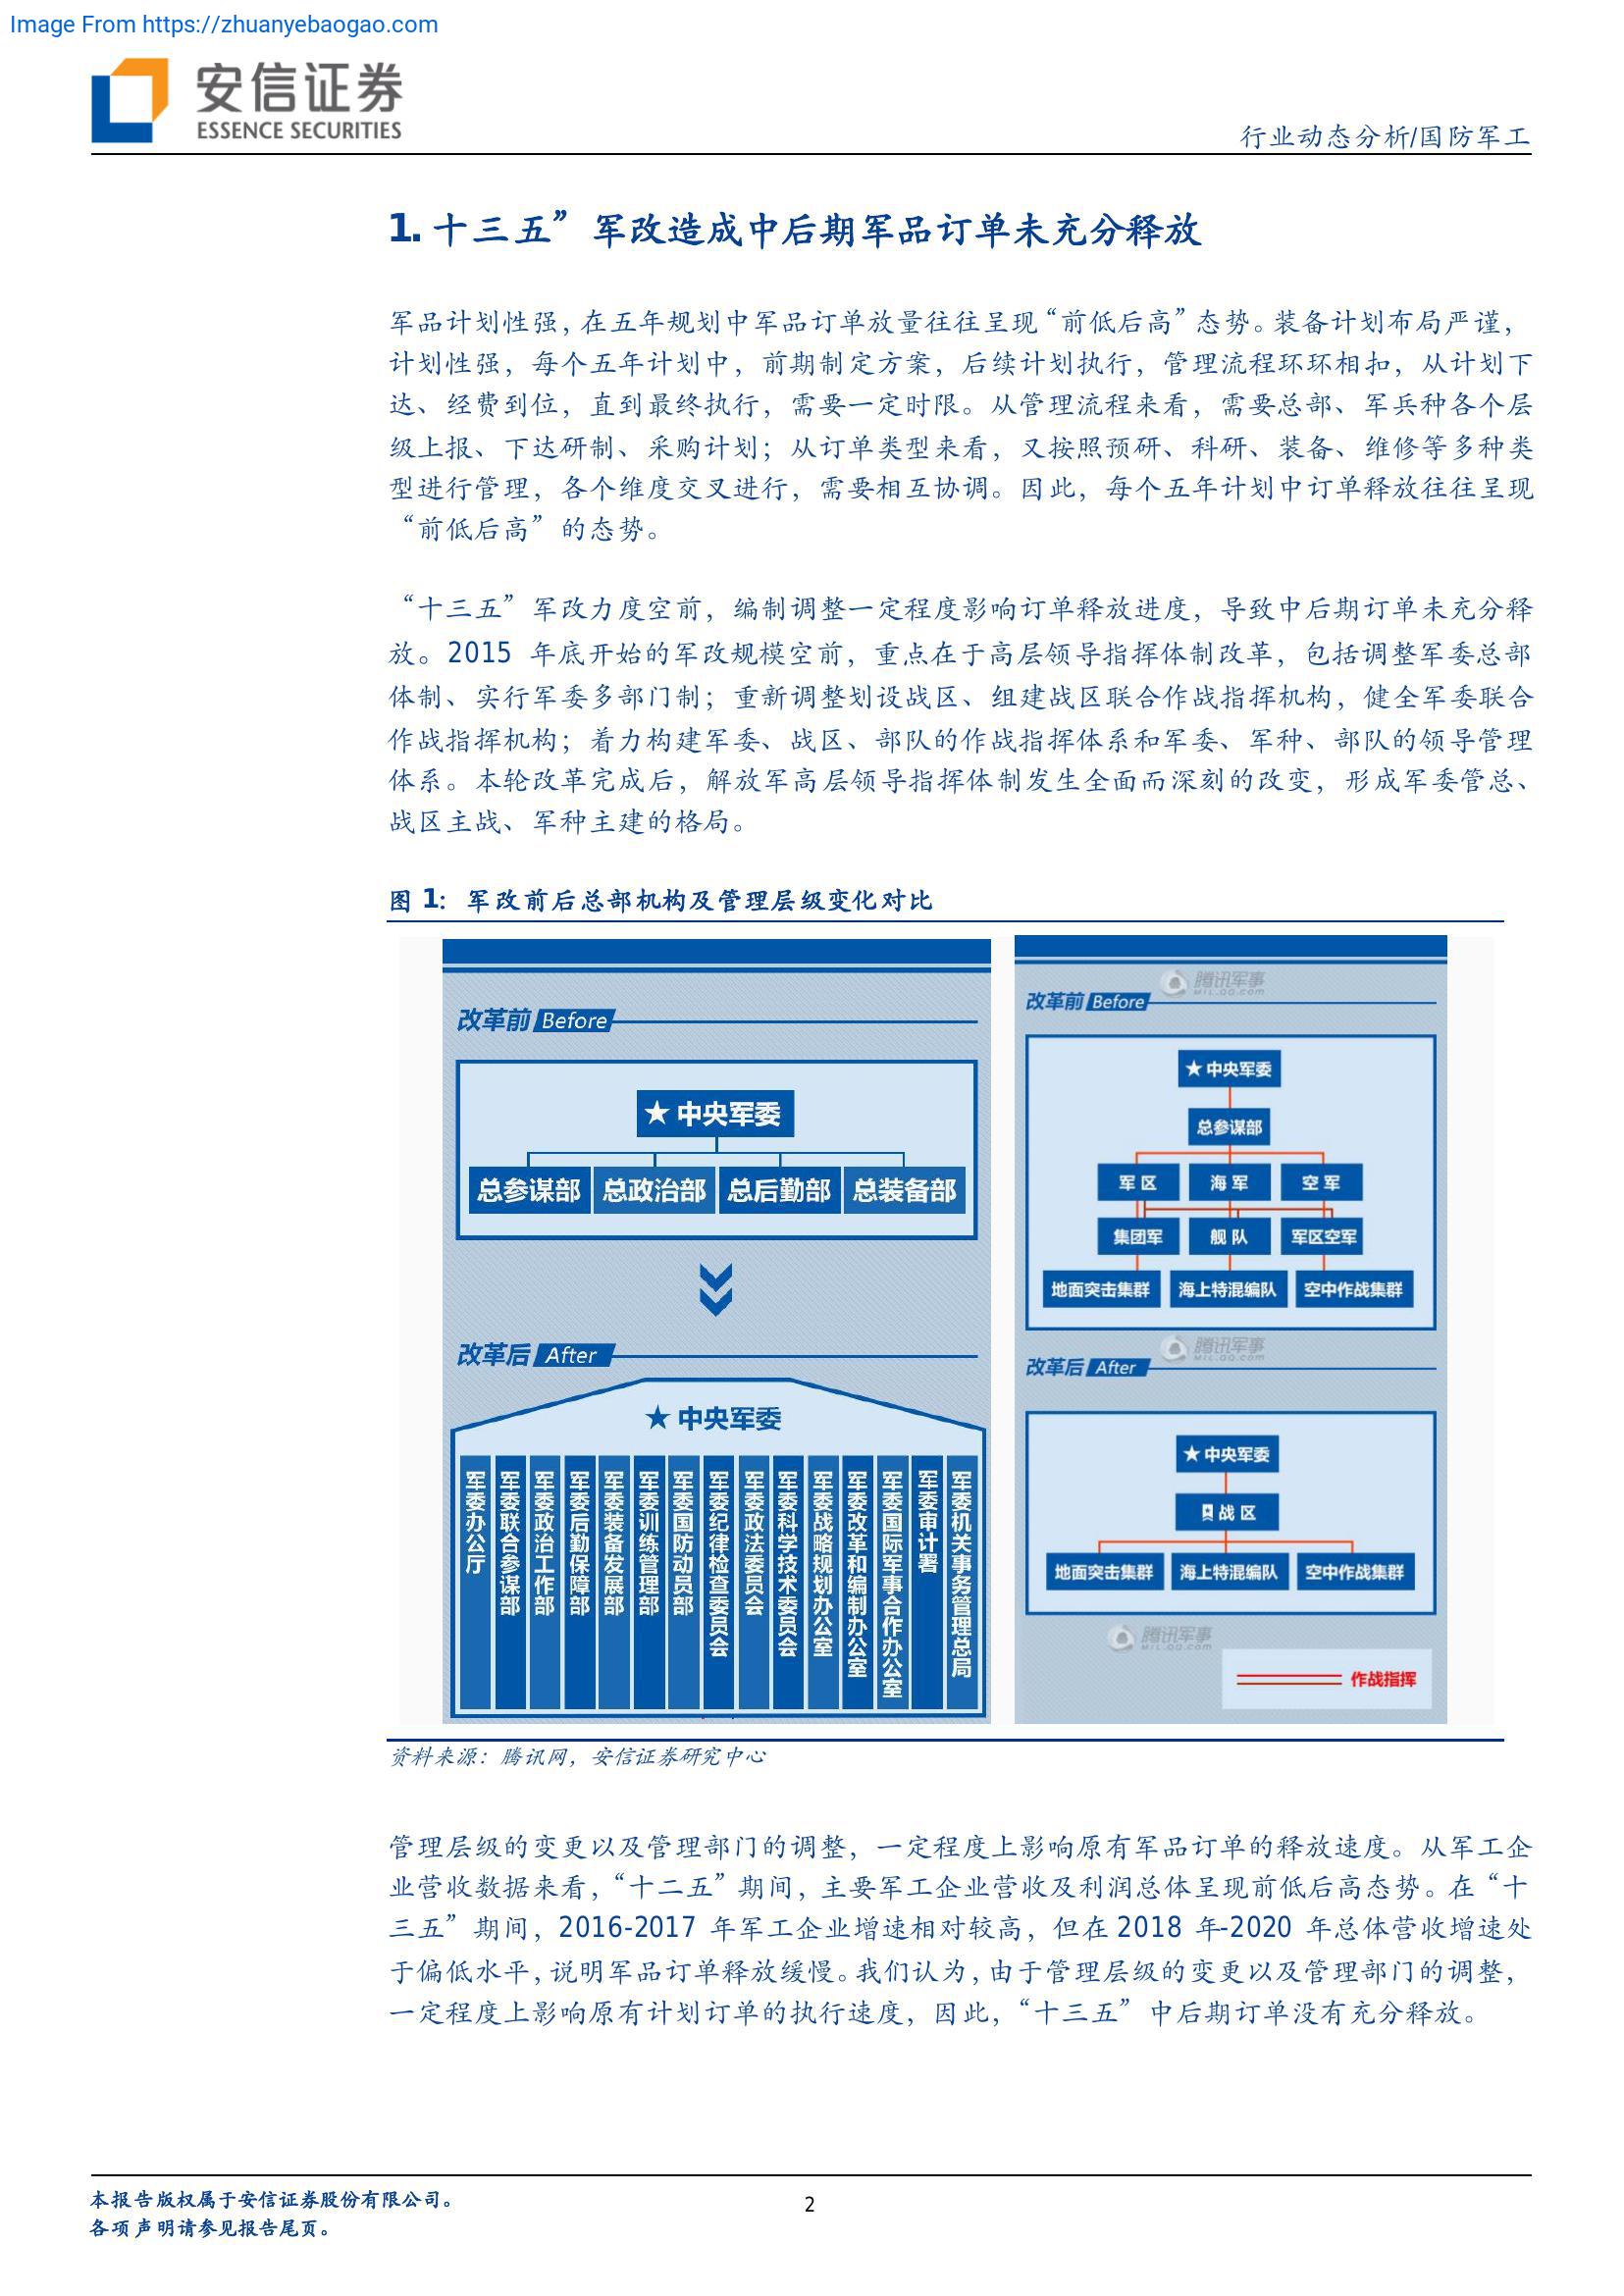 Image From https://zhuanyebaogao.com
安信证券
ESSENCE SECURITIES
行业动态分析/国防军工
1. 十三五”军改造成中后期军品订单未充分释放
军品计划性强，在五年规划中军品订单放量往往呈现“前低后高”态势。装备计划布局严谨，
计划性强，每个五年计划中，前期制定方案，后续计划执行，管理流程环环相扣，从计划下
达、经费到位，直到最终执行，需要一定时限。从管理流程来看，需要总部、军兵种各个层
级上报、下达研制、采购计划；从订单类型来看，又按照预研、科研、装备、维修等多种类
型进行管理，各个维度交叉进行，需要相互协调。因此，每个五年计划中订单释放往往呈现
“前低后高”的态势。
“十三五”军改力度空前，编制调整一定程度影响订单释放进度，导致中后期订单未充分释
放。2015 年底开始的军改规模空前，重点在于高层领导指挥体制改革，包括调整军委总部
体制、实行军委多部门制；重新调整划设战区、组建战区联合作战指挥机构，健全军委联合
作战指挥机构；着力构建军委、战区、部队的作战指挥体系和军委、军种、部队的领导管理
体系。本轮改革完成后，解放军高层领导指挥体制发生全面而深刻的改变，形成军委管总、
战区主战、军种主建的格局。
图 1：军改前后总部机构及管理层级变化对比
改革前 Before
★ 中央军委
总参谋部 总政治部 总后勤部 总装备部
改革后 After
★ 中央军委
军委办公厅
军委联合参谋部
军委政治工作部
军委后勤保障部
军委装备发展部
军委训练管理部
军委国防动员部
军委纪律检查委员会
军委政法委员会
军委科学技术委员会
军委战略规划办公室
军委改革和编制办公室
军委国际军事合作办公室
军委审计署
军委机关事务管理总局
腾讯军事
MIL.QQ.com
改革前 Before
★ 中央军委
总参谋部
军区 海军 空军
集团军 舰队 军区空军
地面突击集群 海上特混编队 空中作战集群
腾讯军事
MIL.QQ.com
改革后 After
★ 中央军委
战区
地面突击集群 海上特混编队 空中作战集群
腾讯军事
MIL.QQ.com
作战指挥
资料来源：腾讯网，安信证券研究中心
管理层级的变更以及管理部门的调整，一定程度上影响原有军品订单的释放速度。从军工企
业营收数据来看，“十二五”期间，主要军工企业营收及利润总体呈现前低后高态势。在“十
三五”期间，2016-2017 年军工企业增速相对较高，但在 2018 年-2020 年总体营收增速处
于偏低水平，说明军品订单释放缓慢。我们认为，由于管理层级的变更以及管理部门的调整，
一定程度上影响原有计划订单的执行速度，因此，“十三五”中后期订单没有充分释放。
本报告版权属于安信证券股份有限公司。
各项声明请参见报告尾页。
2